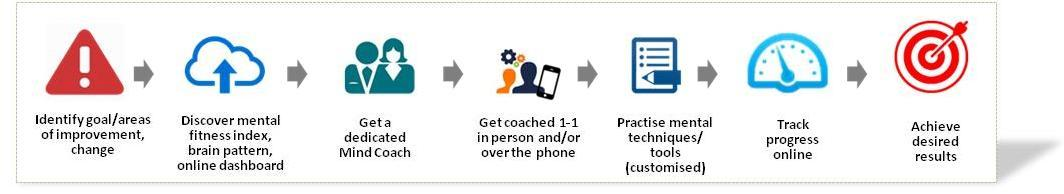 Identify goal/areas
of improvement,
change
Discover mental
fitness index,
brain pattern,
online dashboard
Get a
dedicated
Mind Coach
Get coached 1-1
in person and/or
over the phone
Practise mental
techniques/
tools
(customised)
Track
progress
online
Achieve
desired
results